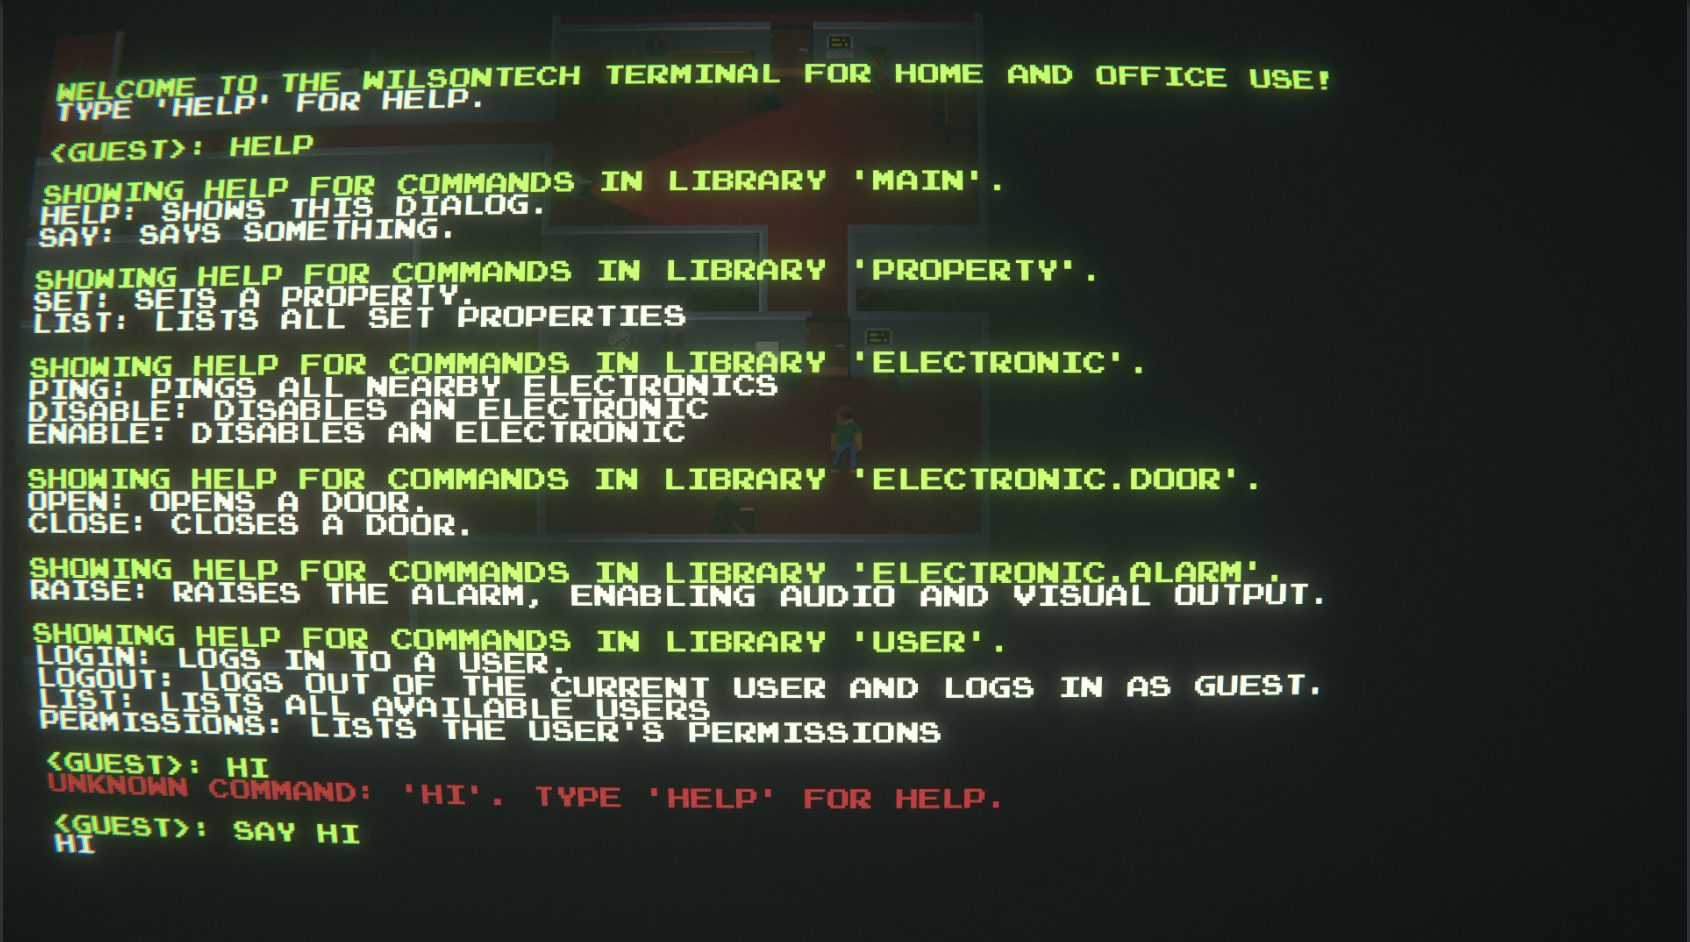 WELCOME TO THE WILSONTECH TERMINAL FOR HOME AND OFFICE USE!
TYPE 'HELP' FOR HELP.
<GUEST>: HELP
SHOWING HELP FOR COMMANDS IN LIBRARY 'MAIN'.
HELP: SHOWS THIS DIALOG.
SAY: SAYS SOMETHING.
SHOWING HELP FOR COMMANDS IN LIBRARY 'PROPERTY'.
SET: SETS A PROPERTY.
LIST: LISTS ALL SET PROPERTIES
SHOWING HELP FOR COMMANDS IN LIBRARY 'ELECTRONIC'.
PING: PINGS ALL NEARBY ELECTRONICS
DISABLE: DISABLES AN ELECTRONIC
ENABLE: DISABLES AN ELECTRONIC
SHOWING HELP FOR COMMANDS IN LIBRARY 'ELECTRONIC.DOOR'.
OPEN: OPENS A DOOR.
CLOSE: CLOSES A DOOR.
SHOWING HELP FOR COMMANDS IN LIBRARY 'ELECTRONIC.ALARM'.
RAISE: RAISES THE ALARM, ENABLING AUDIO AND VISUAL OUTPUT.
SHOWING HELP FOR COMMANDS IN LIBRARY 'USER'.
LOGIN: LOGS IN TO A USER.
LOGOUT: LOGS OUT OF THE CURRENT USER AND LOGS IN AS GUEST.
LIST: LISTS ALL AVAILABLE USERS
PERMISSIONS: LISTS THE USER'S PERMISSIONS
<GUEST>: HI
UNKNOWN COMMAND: 'HI'. TYPE 'HELP' FOR HELP.
<GUEST>: SAY HI
HI